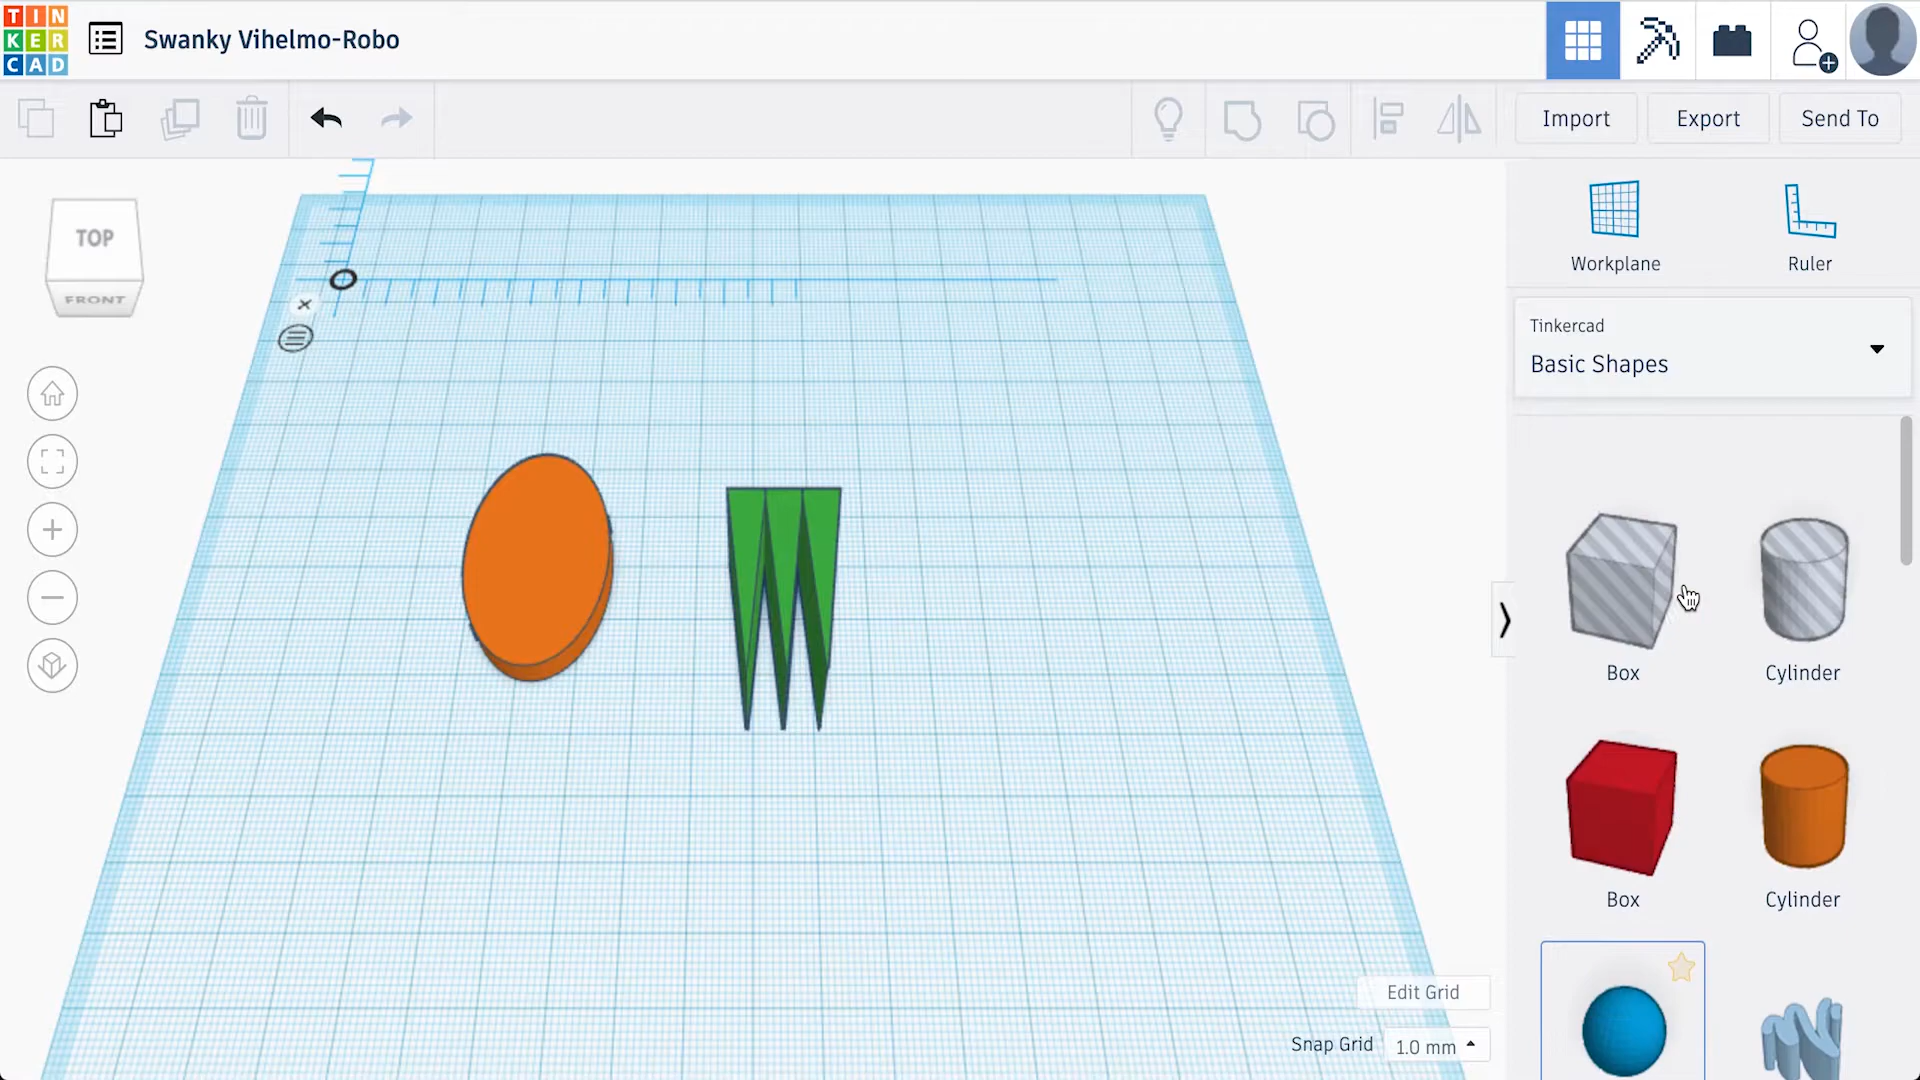 TIN
KER
CAD
Swanky Vihelmo-Robo
Import
Export
Send To
TOP
FRONT
Workplane
Ruler
Tinkercad
Basic Shapes
Box
Cylinder
Box
Cylinder
Edit Grid
Snap Grid
1.0 mm